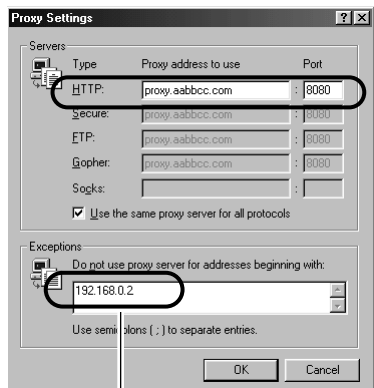 Proxy Settings
Servers
Type Proxy address to use Port
HTTP: proxy.aabbcc.com : 8080
Secure: proxy.aabbcc.com : 8080
FTP: proxy.aabbcc.com : 8080
Gopher: proxy.aabbcc.com : 8080
Socks: :
Use the same proxy server for all protocols
Exceptions
Do not use proxy server for addresses beginning with:
192.168.0.2
Use semicolons ( ; ) to separate entries.
OK Cancel